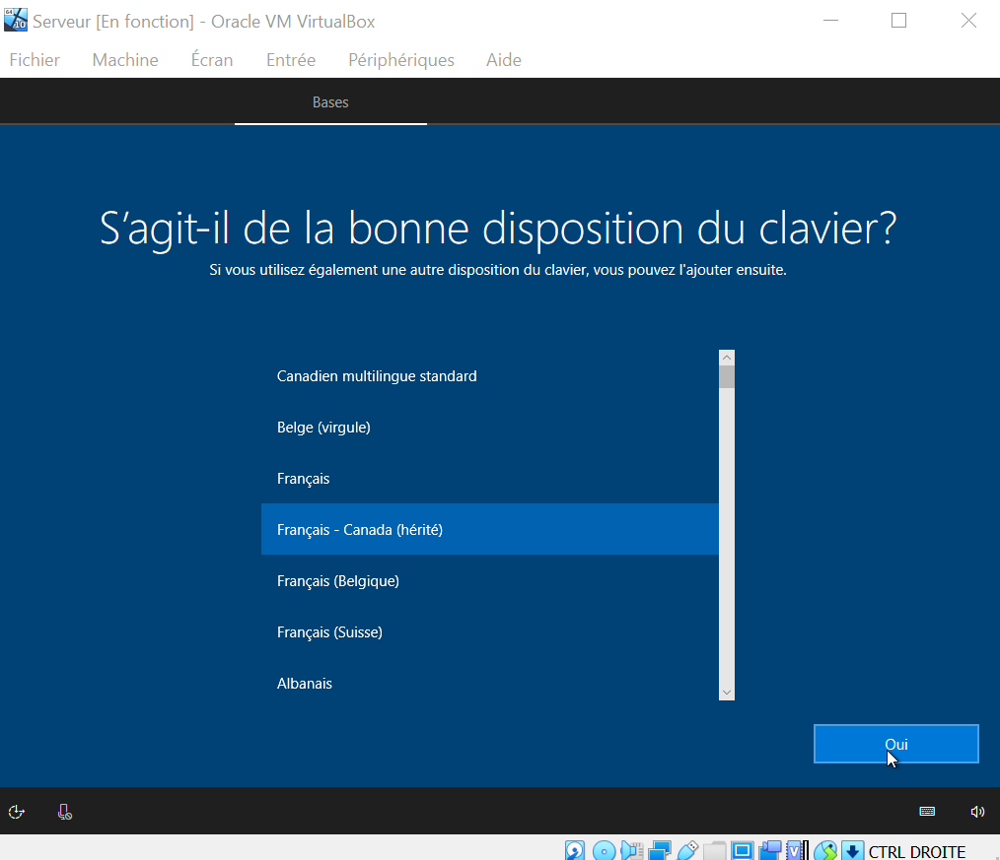 Serveur [En fonction] - Oracle VM VirtualBox
Fichier Machine Écran Entrée Périphériques Aide
Bases
S’agit-il de la bonne disposition du clavier?
Si vous utilisez également une autre disposition du clavier, vous pouvez l'ajouter ensuite.
Canadien multilingue standard
Belge (virgule)
Français
Français - Canada (hérité)
Français (Belgique)
Français (Suisse)
Albanais
Oui
CTRL DROITE